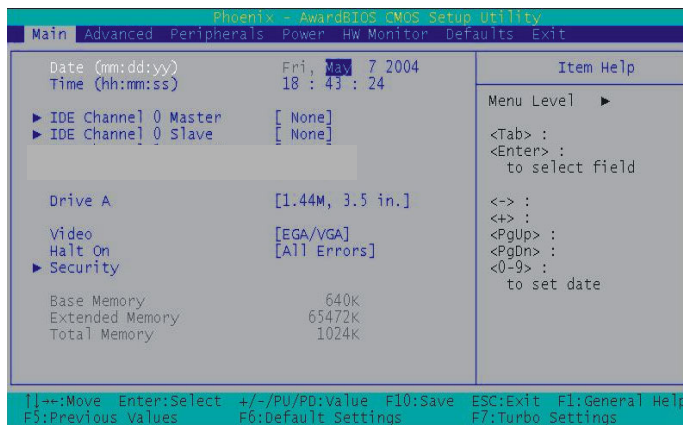 Phoenix - AwardBIOS CMOS Setup Utility
Main Advanced Peripherals Power HW Monitor Defaults Exit
Date (mm:dd:yy) Fri, May 7 2004
Time (hh:mm:ss) 18 : 43 : 24
► IDE Channel 0 Master [ None]
► IDE Channel 0 Slave [ None]
Drive A [1.44M, 3.5 in.]
Video [EGA/VGA]
Halt On [All Errors]
► Security
Base Memory 640K
Extended Memory 65472K
Total Memory 1024K
Item Help
Menu Level ►
<Tab> :
<Enter> :
to select field
<-> :
<+> :
<PgUp> :
<PgDn> :
<0-9> :
to set date
↑↓→←:Move Enter:Select +/-/PU/PD:Value F10:Save ESC:Exit F1:General Help
F5:Previous Values F6:Default Settings F7:Turbo Settings